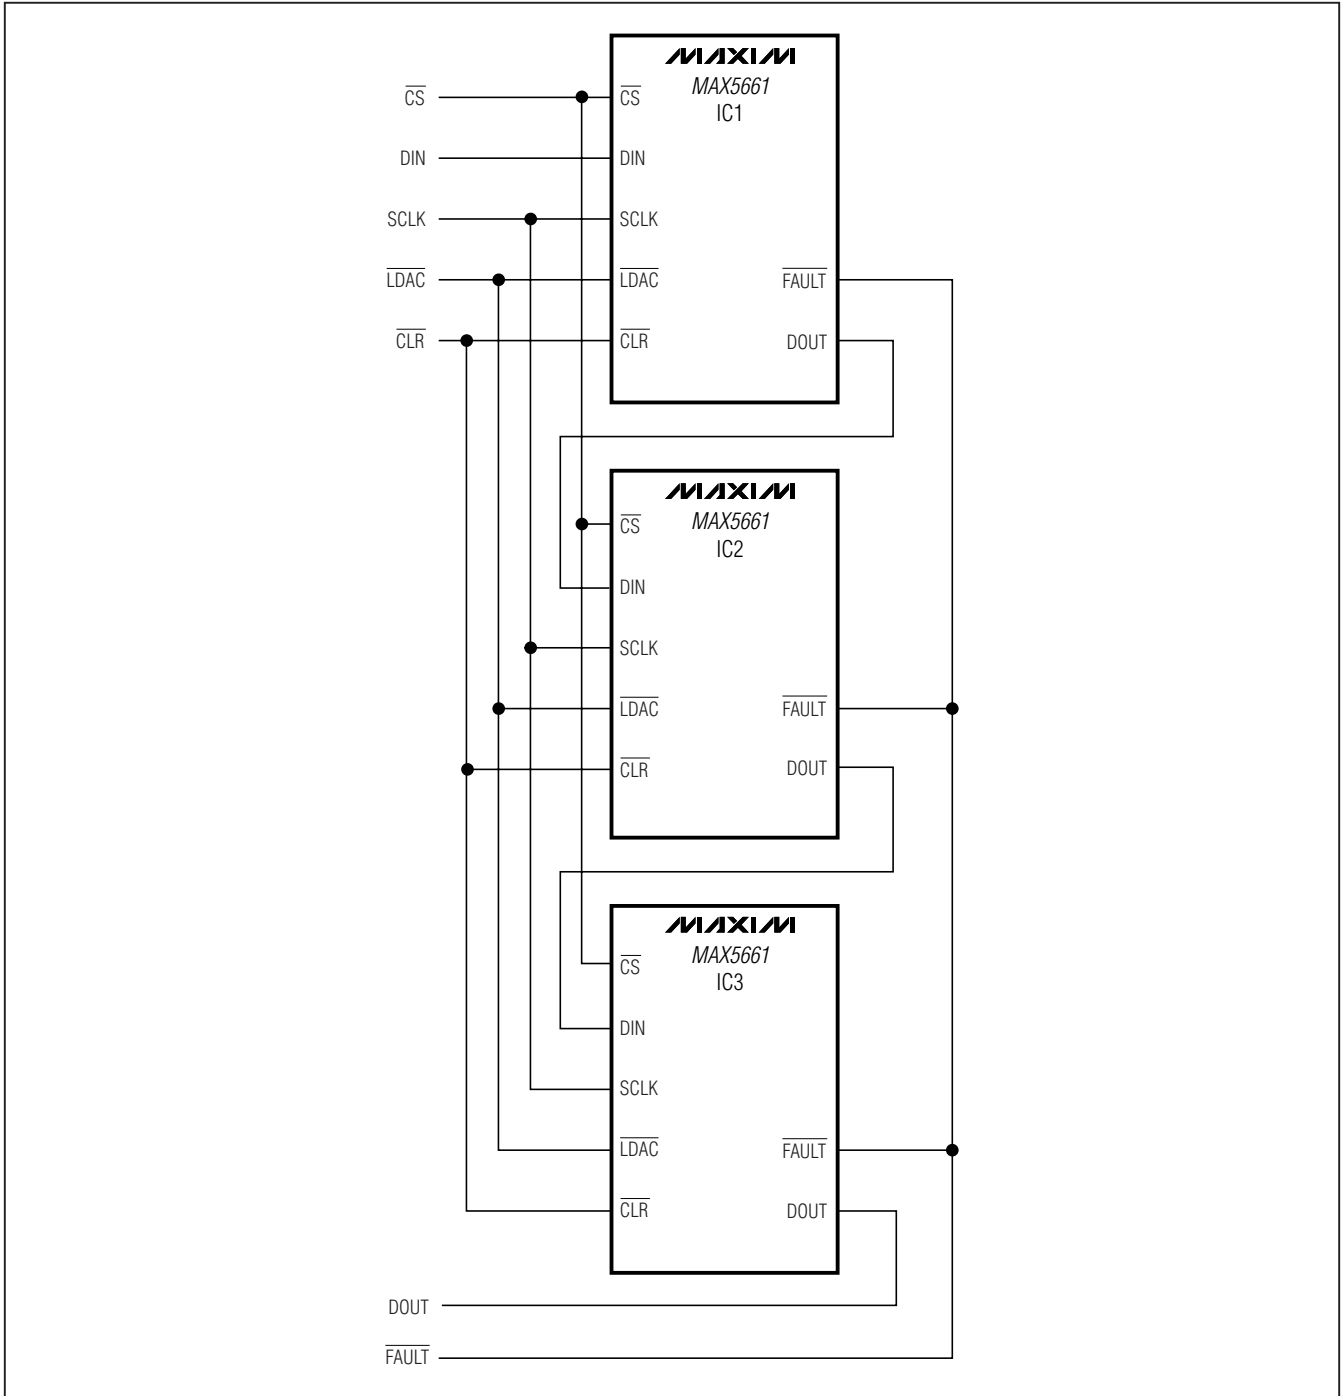 MAXIM
MAX5661
IC1
CS
CS
DIN
DIN
SCLK
SCLK
LDAC
LDAC
FAULT
CLR
CLR
DOUT
MAXIM
MAX5661
IC2
CS
DIN
SCLK
LDAC
FAULT
CLR
DOUT
MAXIM
MAX5661
IC3
CS
DIN
SCLK
LDAC
FAULT
CLR
DOUT
DOUT
FAULT